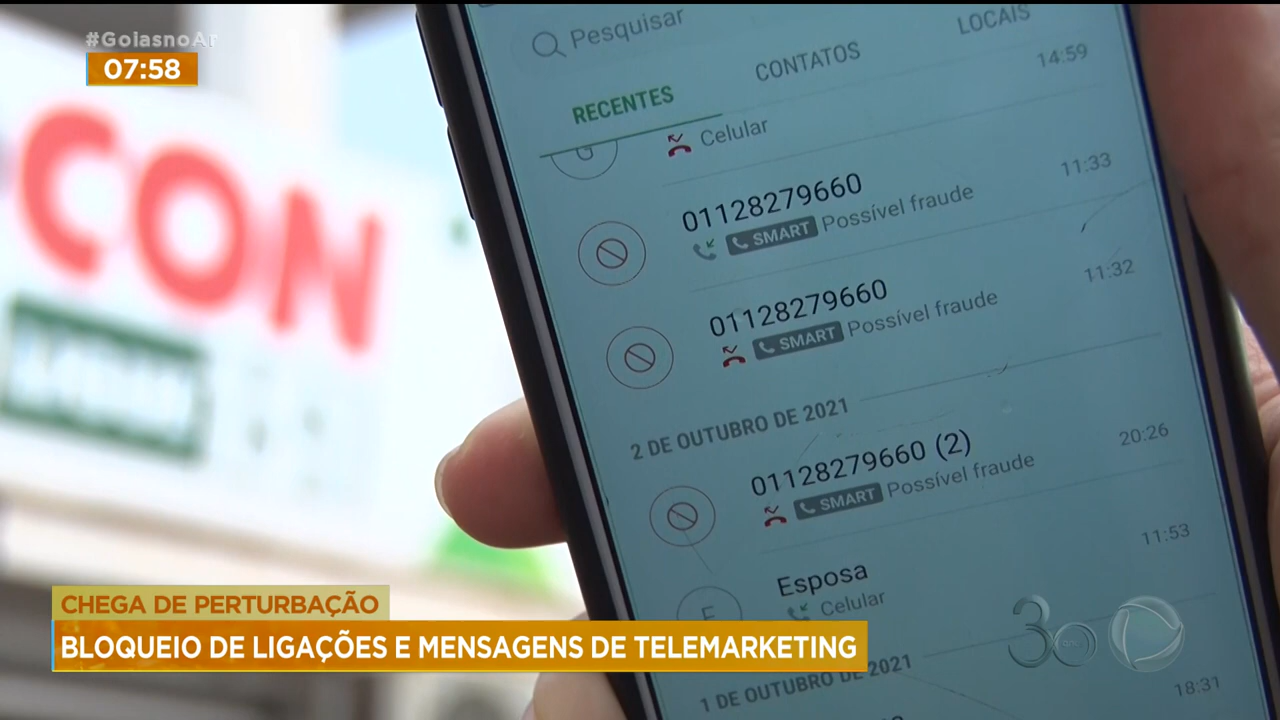 #GoiasnoAr
07:58
CON
Pesquisar
RECENTES
CONTATOS
LOCAIS
14:59
Celular
01128279660
11:33
SMART Possível fraude
01128279660
11:32
SMART Possível fraude
2 DE OUTUBRO DE 2021
01128279660 (2)
20:26
SMART Possível fraude
Esposa
11:53
E
Celular
1 DE OUTUBRO DE 2021
18:31
CHEGA DE PERTURBAÇÃO
BLOQUEIO DE LIGAÇÕES E MENSAGENS DE TELEMARKETING
30